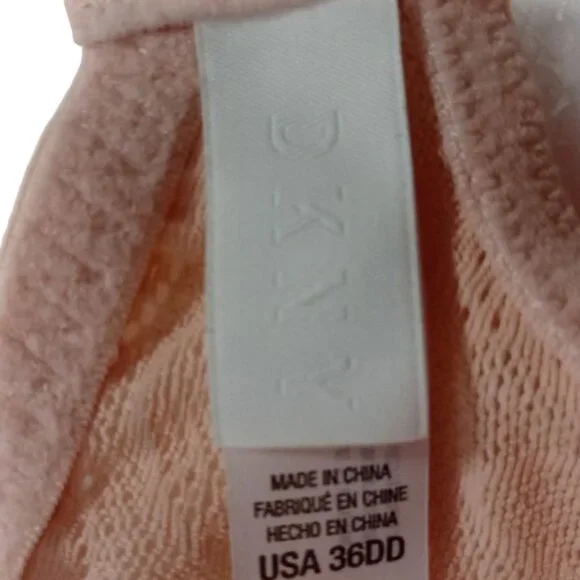 DKNY
MADE IN CHINA
FABRIQUÉ EN CHINE
HECHO EN CHINA
USA 36DD